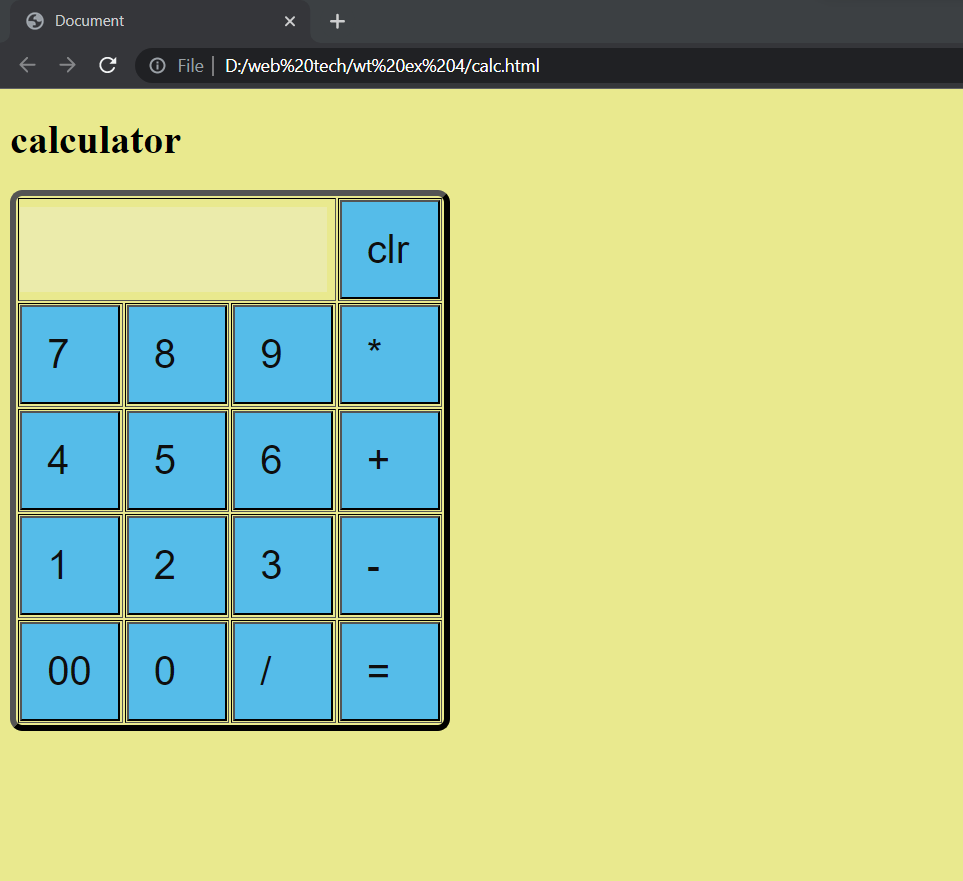 Document
File D:/web%20tech/wt%20ex%204/calc.html
calculator
clr
7 8 9 *
4 5 6 +
1 2 3 -
00 0 / =